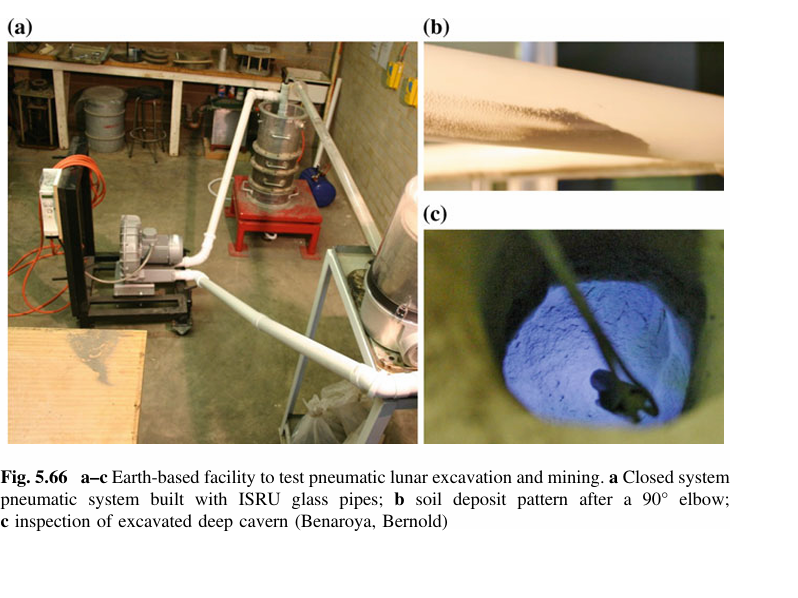 (a)
(b)
(c)
Fig. 5.66 a–c Earth-based facility to test pneumatic lunar excavation and mining. a Closed system
pneumatic system built with ISRU glass pipes; b soil deposit pattern after a 90° elbow;
c inspection of excavated deep cavern (Benaroya, Bernold)